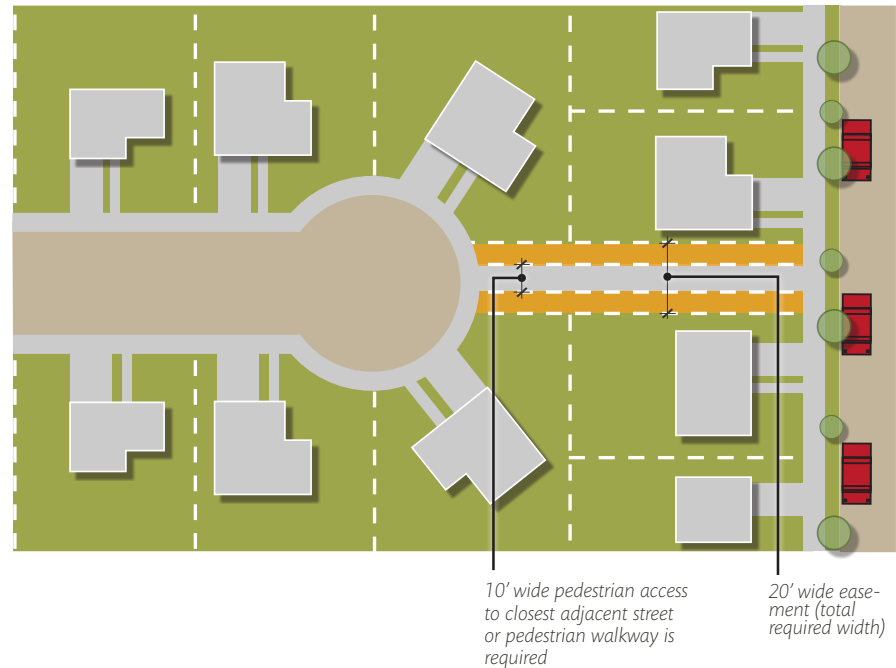 10’ wide pedestrian access
to closest adjacent street
or pedestrian walkway is
required
20’ wide ease-
ment (total
required width)